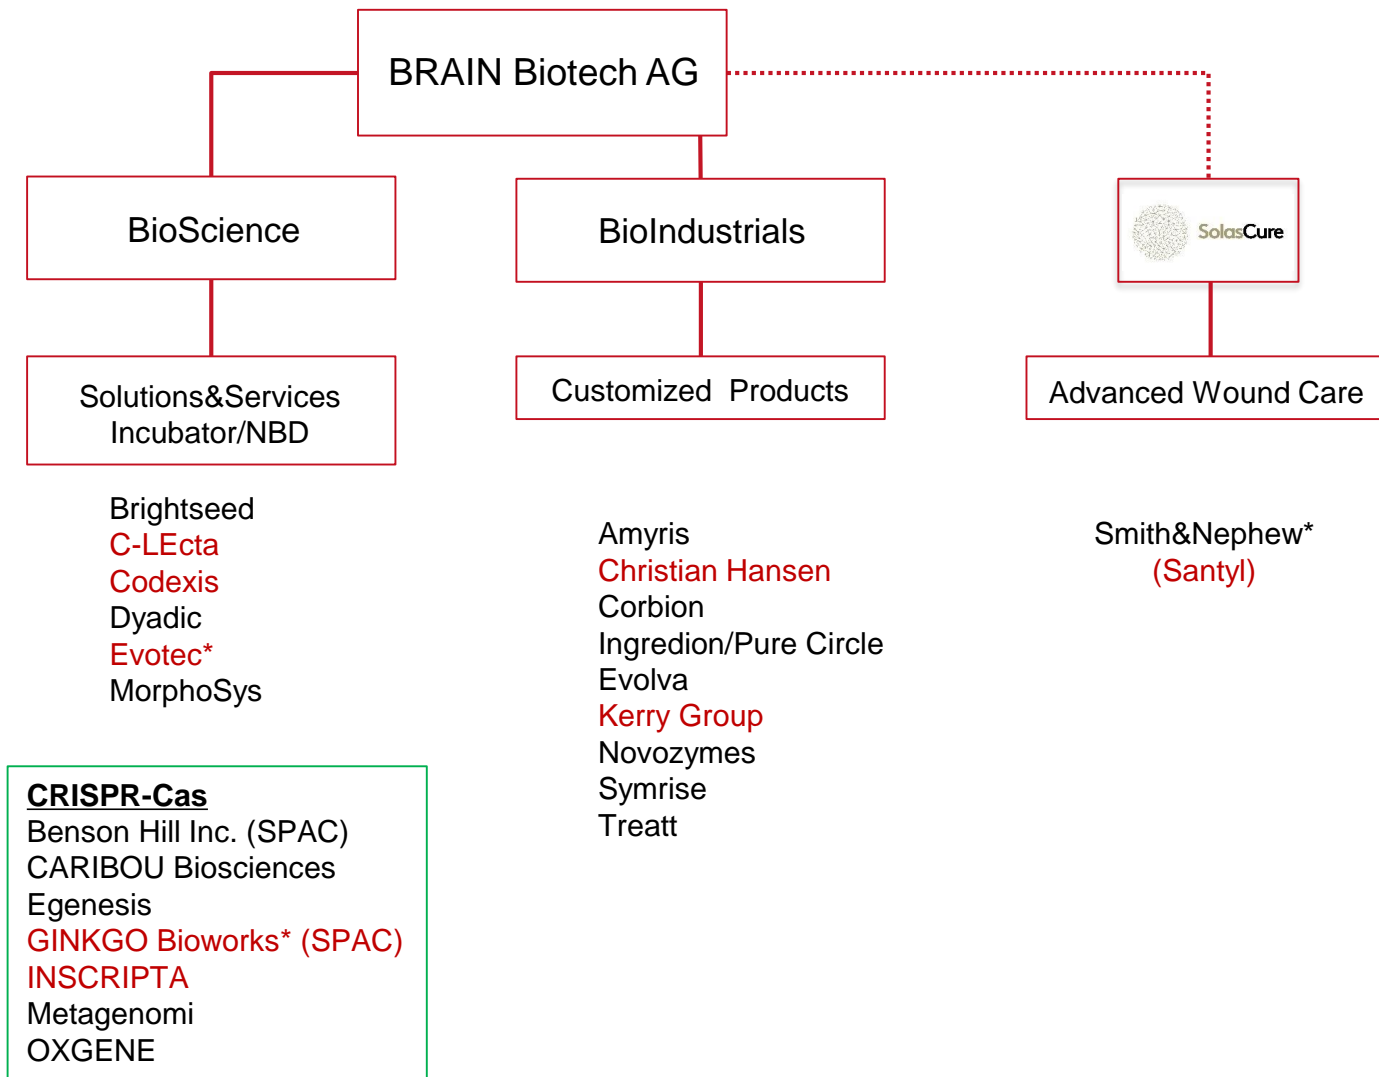 BRAIN Biotech AG
BioScience
BioIndustrials
SolasCure
Solutions&Services
Incubator/NBD
Customized Products
Advanced Wound Care
Brightseed
C-LEcta
Codexis
Dyadic
Evotec*
MorphoSys
Amyris
Christian Hansen
Corbion
Ingredion/Pure Circle
Evolva
Kerry Group
Novozymes
Symrise
Treatt
Smith&Nephew*
(Santyl)
CRISPR-Cas
Benson Hill Inc. (SPAC)
CARIBOU Biosciences
Egenesis
GINKGO Bioworks* (SPAC)
INSCRIPTA
Metagenomi
OXGENE